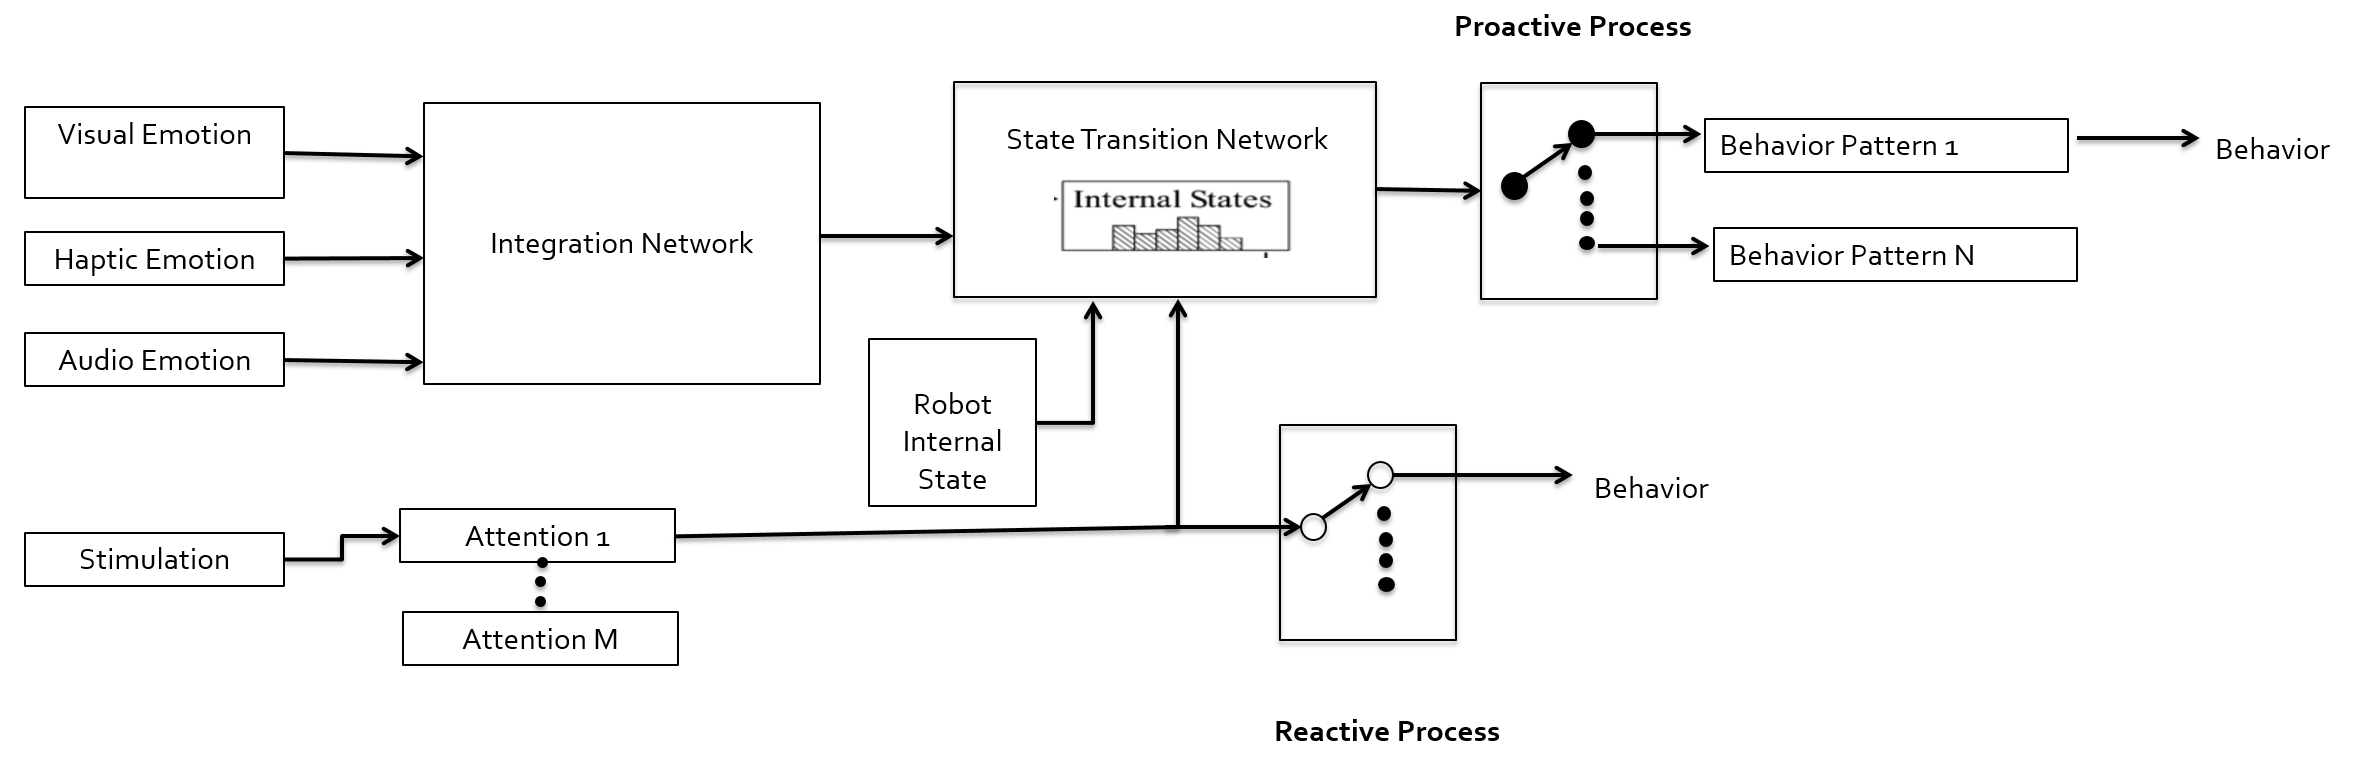 Proactive Process
Visual Emotion
Haptic Emotion
Audio Emotion
Integration Network
State Transition Network
Internal States
Behavior Pattern 1
Behavior
Behavior Pattern N
Robot
Internal
State
Behavior
Stimulation
Attention 1
Attention M
Reactive Process